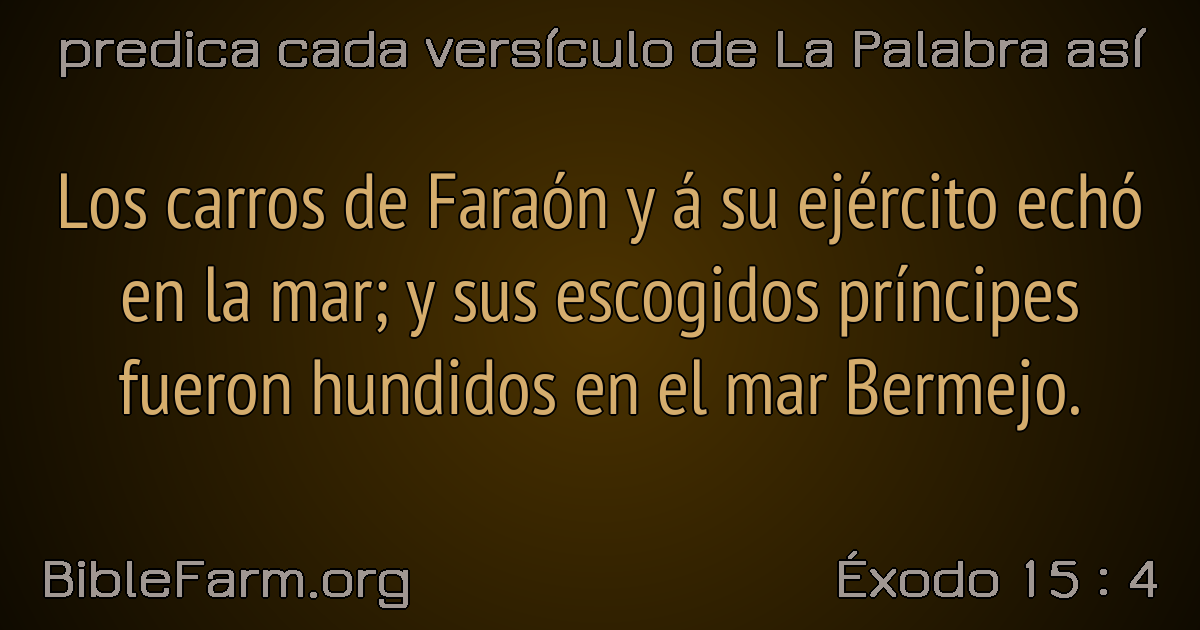 predica cada versículo de La Palabra así
Los carros de Faraón y á su ejército echó
en la mar; y sus escogidos príncipes
fueron hundidos en el mar Bermejo.
BibleFarm.org
Éxodo 15 : 4